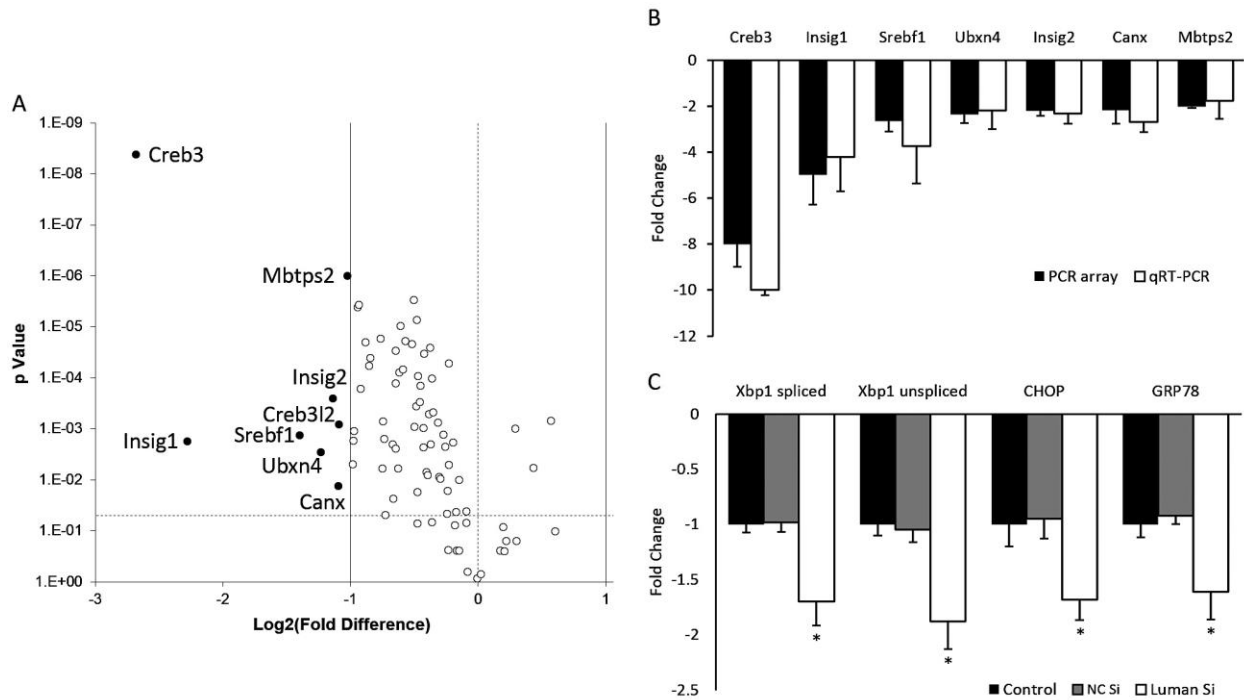 A
1.E-09
1.E-08
1.E-07
1.E-06
1.E-05
1.E-04
1.E-03
1.E-02
1.E-01
1.E+00
p Value
Creb3
Mbtps2
Insig2
Creb3l2
Srebf1
Insig1
Ubxn4
Canx
-3
-2
-1
0
1
Log2(Fold Difference)
B
Creb3 Insig1 Srebf1 Ubxn4 Insig2 Canx Mbtps2
0
-2
-4
-6
-8
-10
-12
Fold Change
PCR array qRT-PCR
C
Xbp1 spliced Xbp1 unspliced CHOP GRP78
0
-0.5
-1
-1.5
-2
-2.5
Fold Change
* * * *
Control NC Si Luman Si